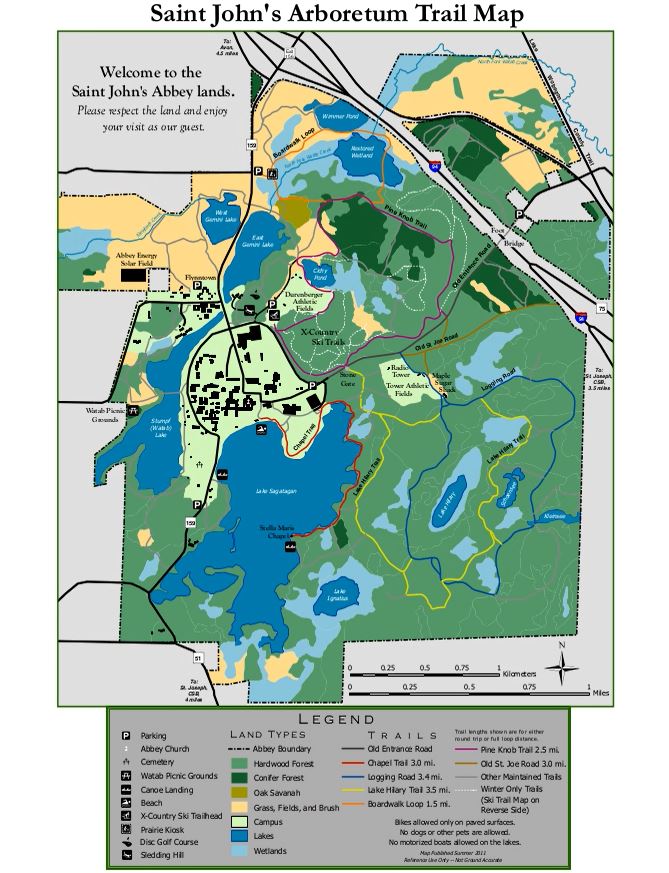 Saint John's Arboretum Trail Map
Welcome to the
Saint John's Abbey lands.
Please respect the land and enjoy
your visit as our guest.
To:
Avon,
4.5 miles
Exit
156
159
Boardwalk Loop
Wimmer Pond
Restored
Wetland
P
94
Lake
Wobegon
County
Trail
Pine Knob Trail
Foot
Bridge
P
Old Entrance Road
75
94
To:
St. Joseph,
CSB,
3.5 miles
West
Gemini Lake
East
Gemini Lake
Abbey Energy
Solar Field
Flynntown
P
Cichy
Pond
Durenberger
Athletic
Fields
P
X-Country
Ski Trails
Old St. Joe Road
Stone
Gate
Radio
Tower
Tower Athletic
Fields
Maple
Sugar
Shack
Logging Road
Watab Picnic
Grounds
Stumpf
(Watab)
Lake
P
Chapel Trail
Lake Hilary Trail
Lake Hilary Trail
Lake Sagatagan
Lake Hilary
Kleinese
P
159
Stella Maris
Chapel
Lake
Ignatius
51
To:
St. Joseph,
CSB,
4 miles
N
0 0.25 0.5 0.75 1
Kilometers
0 0.25 0.5 0.75 1
Miles
LEGEND
P Parking
Abbey Church
Cemetery
Watab Picnic Grounds
Canoe Landing
Beach
X-Country Ski Trailhead
Prairie Kiosk
Disc Golf Course
Sledding Hill
LAND TYPES
Abbey Boundary
Hardwood Forest
Conifer Forest
Oak Savanah
Grass, Fields, and Brush
Campus
Lakes
Wetlands
TRAILS
Old Entrance Road
Chapel Trail 3.0 mi.
Logging Road 3.4 mi.
Lake Hilary Trail 3.5 mi.
Boardwalk Loop 1.5 mi.
Trail lengths shown are for either
round trip or full loop distance.
Pine Knob Trail 2.5 mi.
Old St. Joe Road 3.0 mi.
Other Maintained Trails
Winter Only Trails
(Ski Trail Map on
Reverse Side)
Bikes allowed only on paved surfaces.
No dogs or other pets are allowed.
No motorized boats allowed on the lakes.
Map Published Summer 2011
Reference Use Only -- Not Ground Accurate